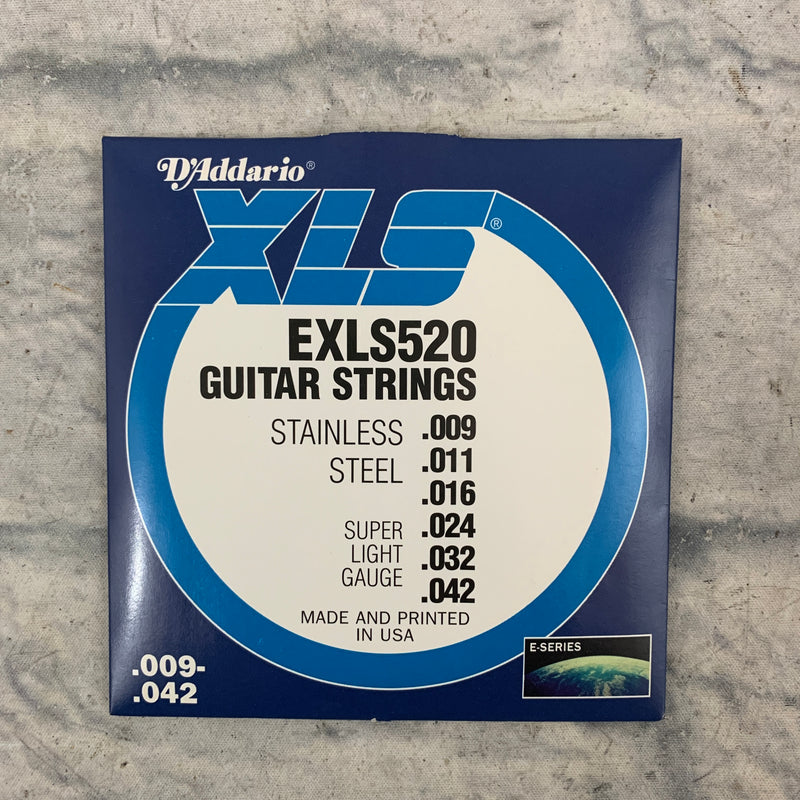 D'Addario®
XLS®
EXLS520
GUITAR STRINGS
STAINLESS
STEEL
.009
.011
.016
.024
.032
.042
SUPER
LIGHT
GAUGE
MADE AND PRINTED
IN USA
.009-
.042
E-SERIES